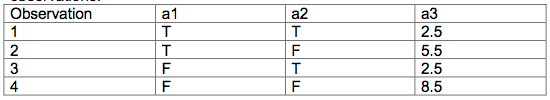 Observation a1 a2 a3
1 T T 2.5
2 T F 5.5
3 F T 2.5
4 F F 8.5